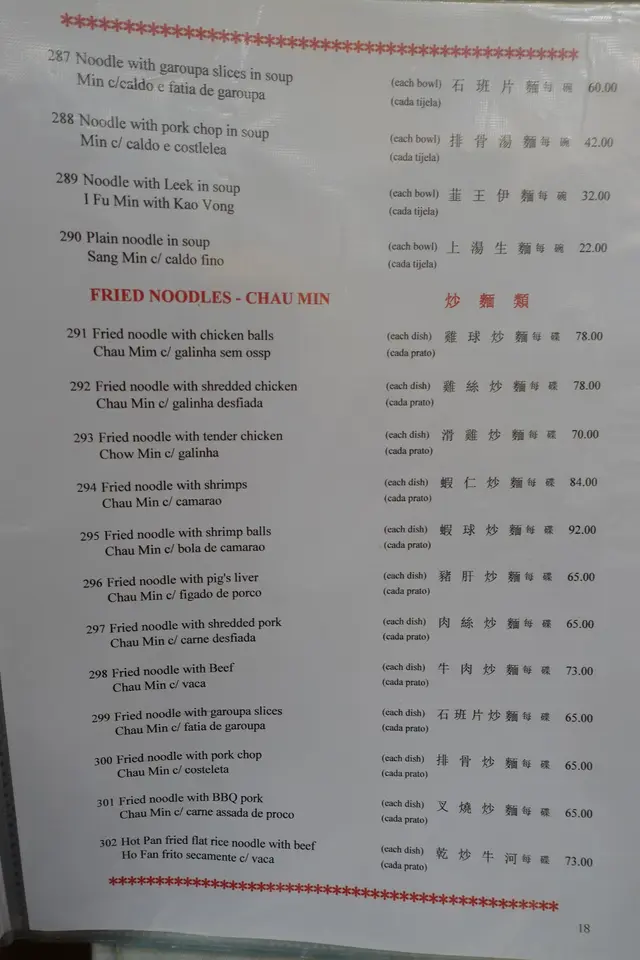 ************************************************
287 Noodle with garoupa slices in soup (each bowl) 石班片麵每碗 60.00
Min c/caldo e fatia de garoupa (cada tijela)
288 Noodle with pork chop in soup (each bowl) 排骨湯麵每碗 42.00
Min c/ caldo e costlelea (cada tijela)
289 Noodle with Leek in soup (each bowl) 韮王伊麵每碗 32.00
I Fu Min with Kao Vong (cada tijela)
290 Plain noodle in soup (each bowl) 上湯生麵每碗 22.00
Sang Min c/ caldo fino (cada tijela)
FRIED NOODLES - CHAU MIN 炒麵類
291 Fried noodle with chicken balls (each dish) 雞球炒麵每碟 78.00
Chau Mim c/ galinha sem ossp (cada prato)
292 Fried noodle with shredded chicken (each dish) 雞絲炒麵每碟 78.00
Chau Min c/ galinha desfiada (cada prato)
293 Fried noodle with tender chicken (each dish) 滑雞炒麵每碟 70.00
Chow Min c/ galinha (cada prato)
294 Fried noodle with shrimps (each dish) 蝦仁炒麵每碟 84.00
Chau Min c/ camarao (cada prato)
295 Fried noodle with shrimp balls (each dish) 蝦球炒麵每碟 92.00
Chau Min c/ bola de camarao (cada prato)
296 Fried noodle with pig's liver (each dish) 豬肝炒麵每碟 65.00
Chau Min c/ figado de porco (cada prato)
297 Fried noodle with shredded pork (each dish) 肉絲炒麵每碟 65.00
Chau Min c/ carne desfiada (cada prato)
298 Fried noodle with Beef (each dish) 牛肉炒麵每碟 73.00
Chau Min c/ vaca (cada prato)
299 Fried noodle with garoupa slices (each dish) 石班片炒麵每碟 65.00
Chau Min c/ fatia de garoupa (cada prato)
300 Fried noodle with pork chop (each dish) 排骨炒麵每碟 65.00
Chau Min c/ costeleta (cada prato)
301 Fried noodle with BBQ pork (each dish) 叉燒炒麵每碟 65.00
Chau Min c/ carne assada de proco (cada prato)
302 Hot Pan fried flat rice noodle with beef (each dish) 乾炒牛河每碟 73.00
Ho Fan frito secamente c/ vaca (cada prato)
************************************************
18